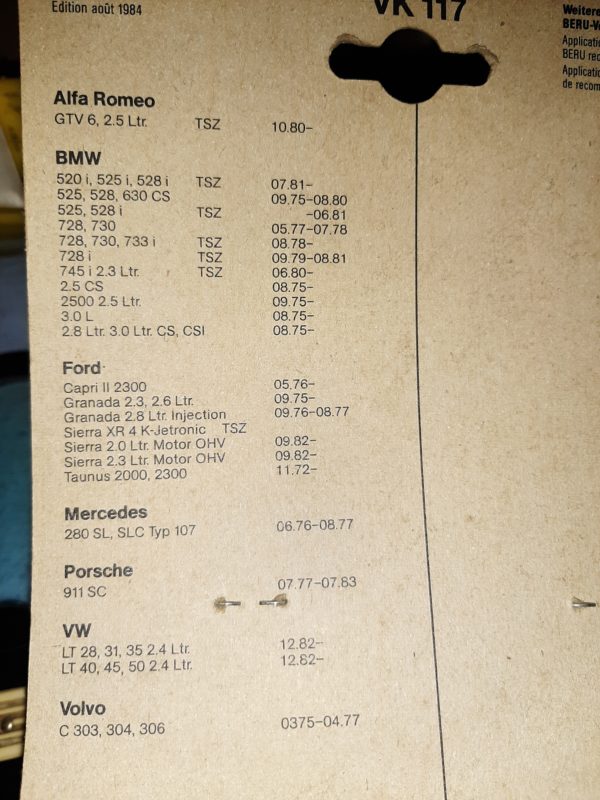 Edition août 1984
VK 117
Alfa Romeo
GTV 6, 2.5 Ltr. TSZ 10.80–
BMW
520 i, 525 i, 528 i TSZ 07.81–
525, 528, 630 CS 09.75–08.80
525, 528 i TSZ –06.81
728, 730 05.77–07.78
728, 730, 733 i TSZ 08.78–
728 i TSZ 09.79–08.81
745 i 2.3 Ltr. TSZ 06.80–
2.5 CS 08.75–
2500 2.5 Ltr. 09.75–
3.0 L 08.75–
2.8 Ltr. 3.0 Ltr. CS, CSI 08.75–
Ford
Capri II 2300 05.76–
Granada 2.3, 2.6 Ltr. 09.75–
Granada 2.8 Ltr. Injection 09.76–08.77
Sierra XR 4 K-Jetronic TSZ
Sierra 2.0 Ltr. Motor OHV 09.82–
Sierra 2.3 Ltr. Motor OHV 09.82–
Taunus 2000, 2300 11.72–
Mercedes
280 SL, SLC Typ 107 06.76–08.77
Porsche
911 SC 07.77–07.83
VW
LT 28, 31, 35 2.4 Ltr. 12.82–
LT 40, 45, 50 2.4 Ltr. 12.82–
Volvo
C 303, 304, 306 0375–04.77
Weitere
BERU-
BERU
de